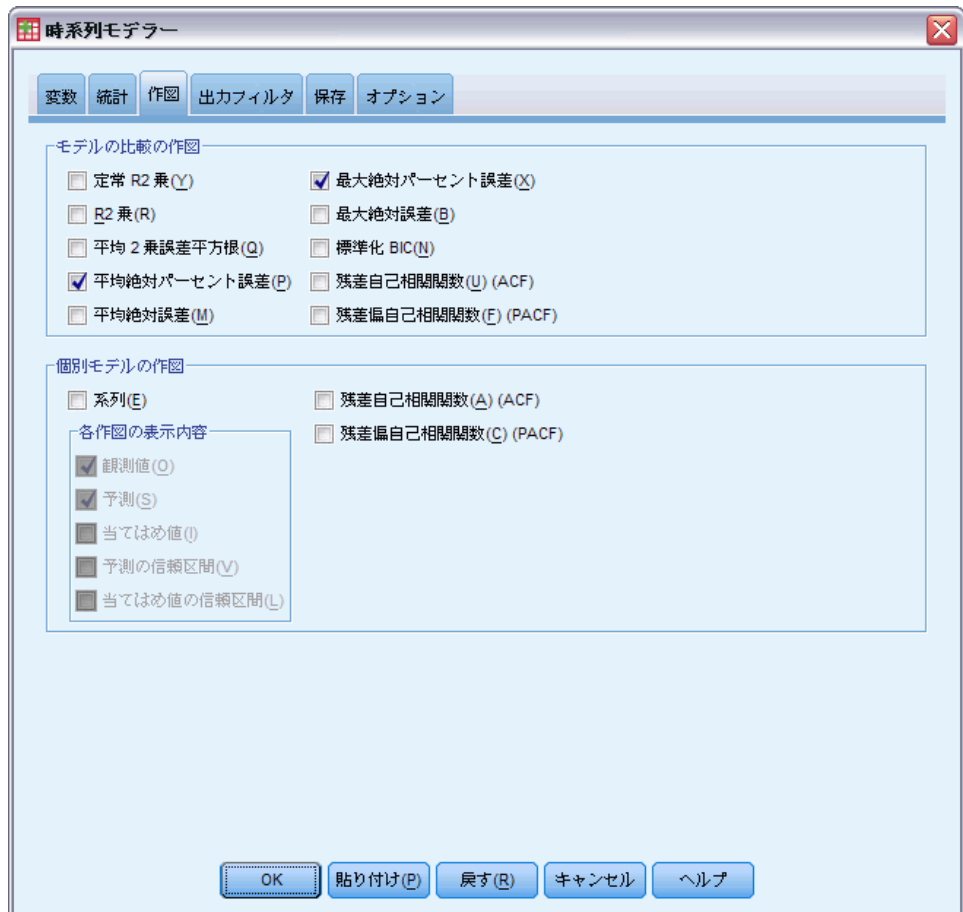 時系列モデラー
変数 統計 作図 出力フィルタ 保存 オプション
モデルの比較の作図
定常 R2 乗(Y) 最大絶対パーセント誤差(X)
R2 乗(R) 最大絶対誤差(B)
平均 2 乗誤差平方根(Q) 標準化 BIC(N)
平均絶対パーセント誤差(P) 残差自己相関関数(U) (ACF)
平均絶対誤差(M) 残差偏自己相関関数(F) (PACF)
個別モデルの作図
系列(E) 残差自己相関関数(A) (ACF)
各作図の表示内容 残差偏自己相関関数(C) (PACF)
観測値(O)
予測(S)
当てはめ値(I)
予測の信頼区間(V)
当てはめ値の信頼区間(L)
OK 貼り付け(P) 戻す(R) キャンセル ヘルプ